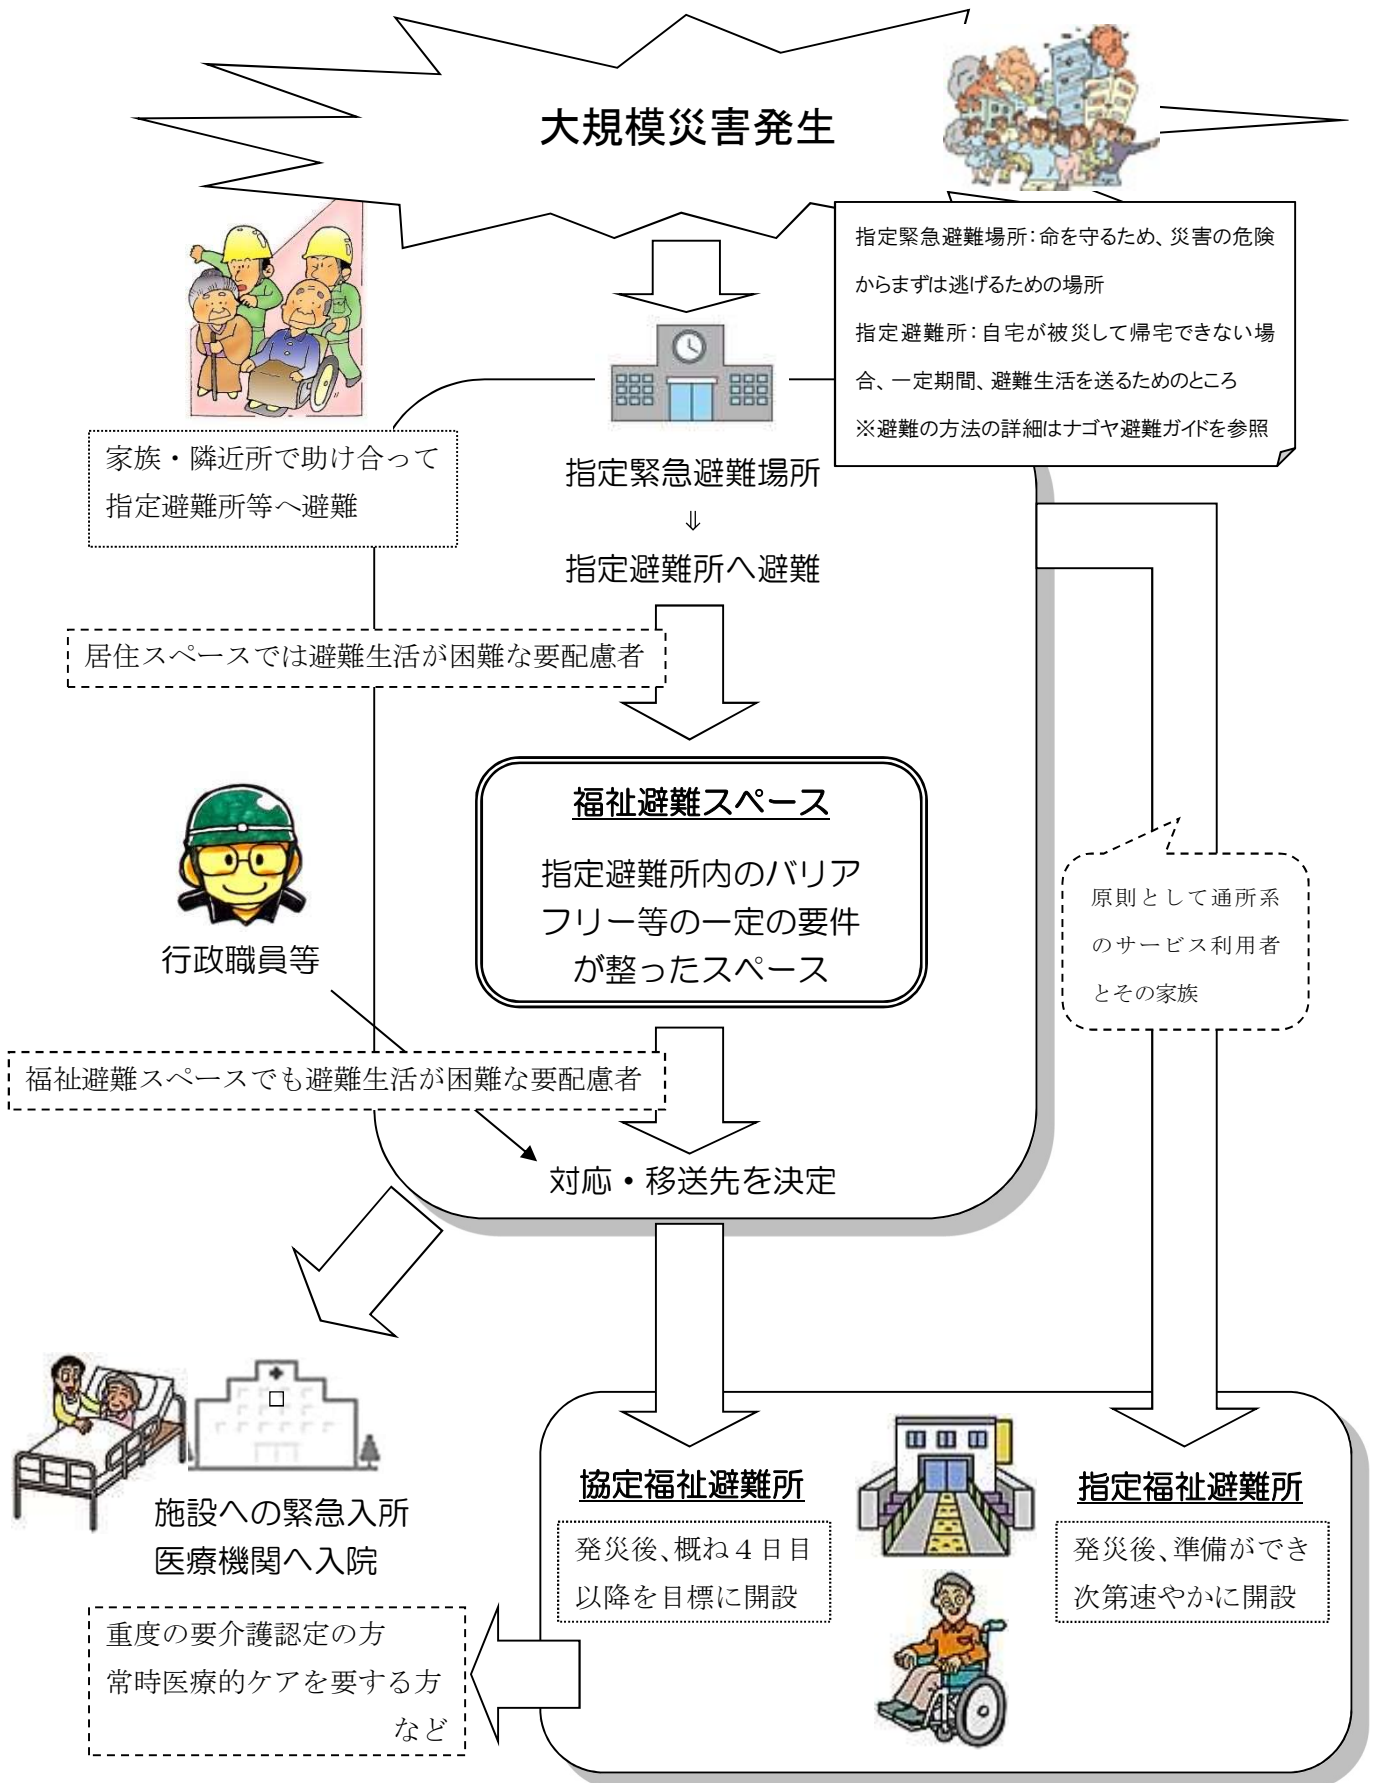 大規模災害発生
指定緊急避難場所：命を守るため、災害の危険
からまずは逃げるための場所
指定避難所：自宅が被災して帰宅できない場
合、一定期間、避難生活を送るためのところ
※避難の方法の詳細はナゴヤ避難ガイドを参照
家族・隣近所で助け合って
指定避難所等へ避難
指定緊急避難場所
⇓
指定避難所へ避難
居住スペースでは避難生活が困難な要配慮者
福祉避難スペース
指定避難所内のバリア
フリー等の一定の要件
が整ったスペース
行政職員等
原則として通所系
のサービス利用者
とその家族
福祉避難スペースでも避難生活が困難な要配慮者
対応・移送先を決定
施設への緊急入所
医療機関へ入院
重度の要介護認定の方
常時医療的ケアを要する方
など
協定福祉避難所
発災後、概ね４日目
以降を目標に開設
指定福祉避難所
発災後、準備ができ
次第速やかに開設